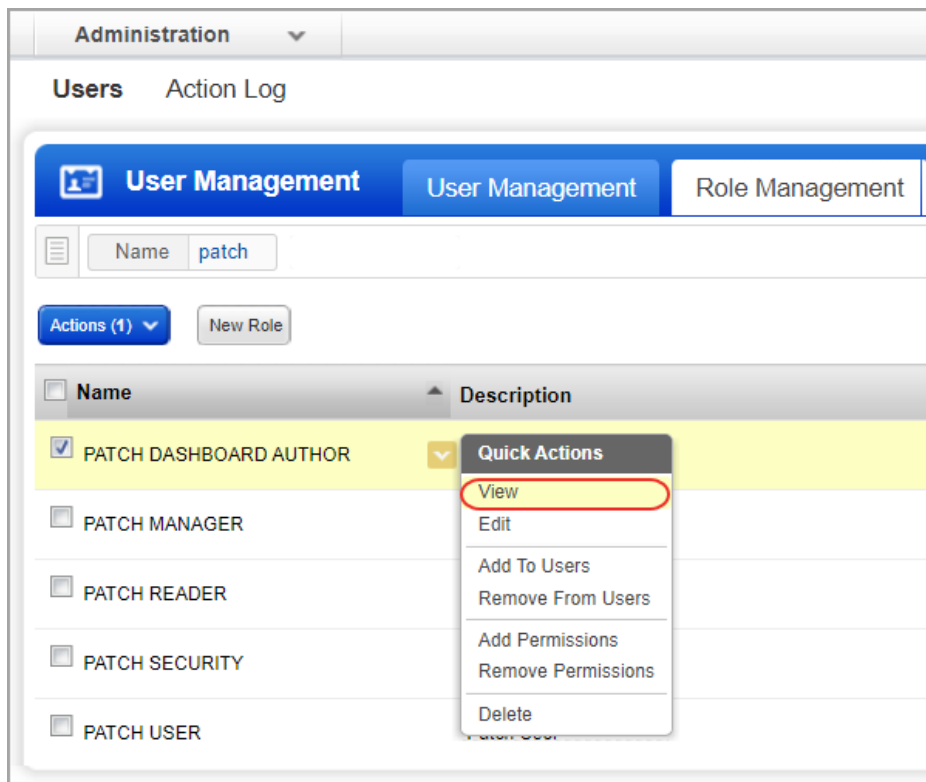 Administration
Users Action Log
User Management User Management Role Management
Name patch
Actions (1) New Role
Name Description
PATCH DASHBOARD AUTHOR
Quick Actions
View
PATCH MANAGER
Edit
Add To Users
PATCH READER
Remove From Users
Add Permissions
PATCH SECURITY
Remove Permissions
Delete
PATCH USER